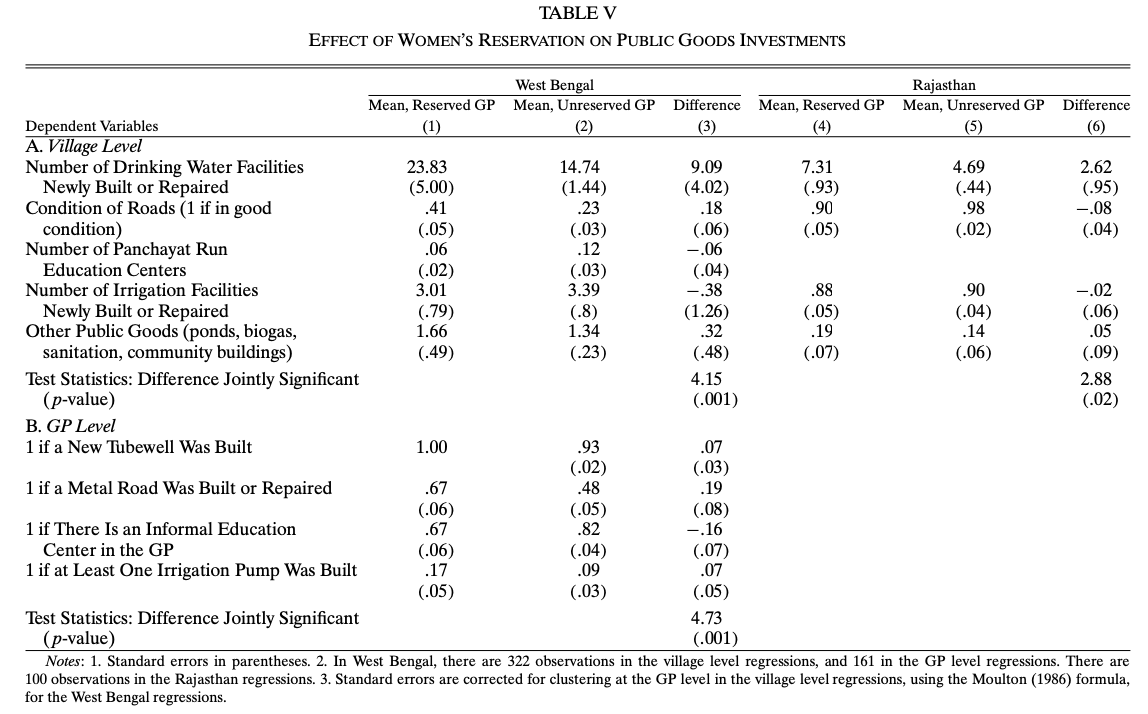 TABLE V
EFFECT OF WOMEN'S RESERVATION ON PUBLIC GOODS INVESTMENTS
West Bengal Rajasthan
Mean, Reserved GP Mean, Unreserved GP Difference Mean, Reserved GP Mean, Unreserved GP Difference
Dependent Variables (1) (2) (3) (4) (5) (6)
A. Village Level
Number of Drinking Water Facilities 23.83 14.74 9.09 7.31 4.69 2.62
Newly Built or Repaired (5.00) (1.44) (4.02) (.93) (.44) (.95)
Condition of Roads (1 if in good .41 .23 .18 .90 .98 −.08
condition) (.05) (.03) (.06) (.05) (.02) (.04)
Number of Panchayat Run .06 .12 −.06
Education Centers (.02) (.03) (.04)
Number of Irrigation Facilities 3.01 3.39 −.38 .88 .90 −.02
Newly Built or Repaired (.79) (.8) (1.26) (.05) (.04) (.06)
Other Public Goods (ponds, biogas, 1.66 1.34 .32 .19 .14 .05
sanitation, community buildings) (.49) (.23) (.48) (.07) (.06) (.09)
Test Statistics: Difference Jointly Significant 4.15 2.88
(p-value) (.001) (.02)
B. GP Level
1 if a New Tubewell Was Built 1.00 .93 .07
(.02) (.03)
1 if a Metal Road Was Built or Repaired .67 .48 .19
(.06) (.05) (.08)
1 if There Is an Informal Education .67 .82 −.16
Center in the GP (.06) (.04) (.07)
1 if at Least One Irrigation Pump Was Built .17 .09 .07
(.05) (.03) (.05)
Test Statistics: Difference Jointly Significant 4.73
(p-value) (.001)
Notes: 1. Standard errors in parentheses. 2. In West Bengal, there are 322 observations in the village level regressions, and 161 in the GP level regressions. There are
100 observations in the Rajasthan regressions. 3. Standard errors are corrected for clustering at the GP level in the village level regressions, using the Moulton (1986) formula,
for the West Bengal regressions.